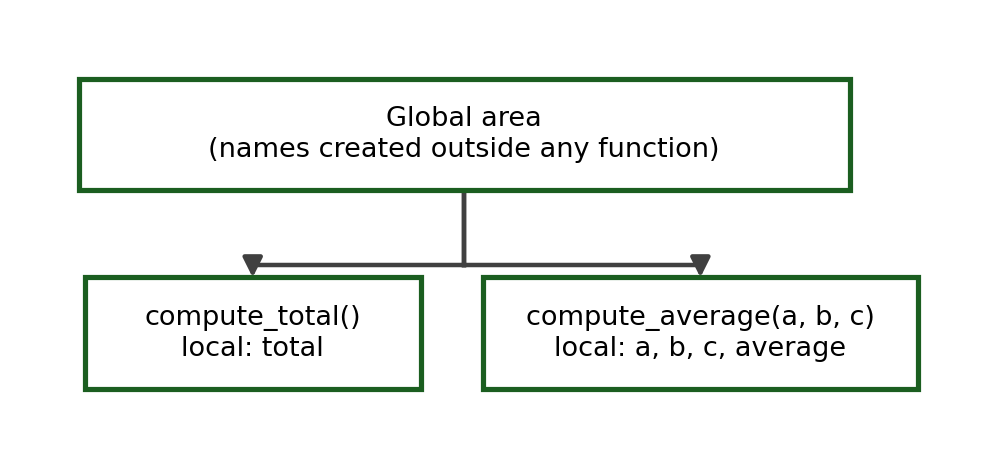 Global area
(names created outside any function)
compute_total()
local: total
compute_average(a, b, c)
local: a, b, c, average